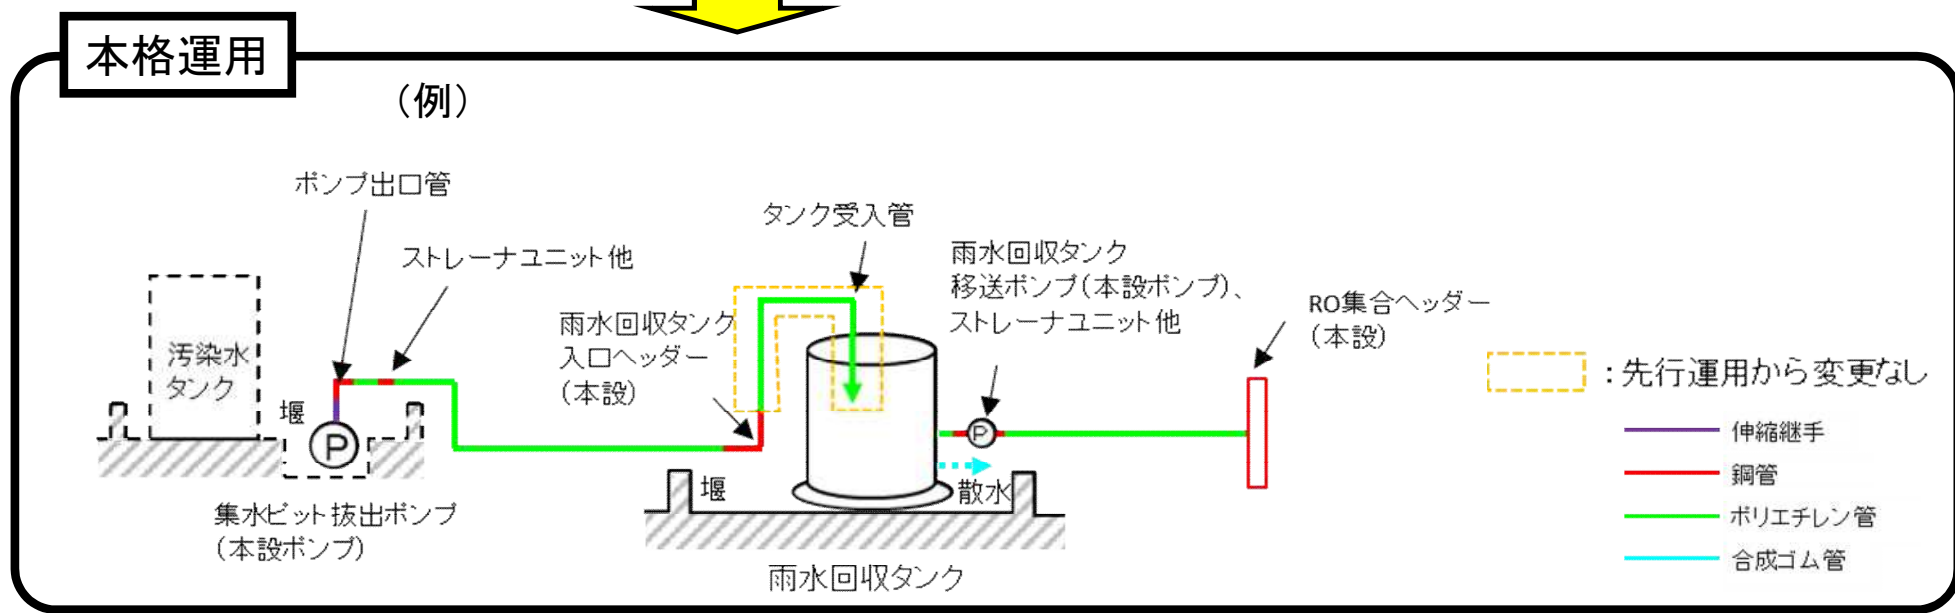 本格運用
（例）
ポンプ出口管
ストレーナユニット他
汚染水
タンク
堰
P
集水ピット抜出ポンプ
（本設ポンプ）
タンク受入管
雨水回収タンク
入口ヘッダー
（本設）
雨水回収タンク
移送ポンプ（本設ポンプ）、
ストレーナユニット他
P
RO集合ヘッダー
（本設）
堰
散水
雨水回収タンク
：先行運用から変更なし
伸縮継手
鋼管
ポリエチレン管
合成ゴム管